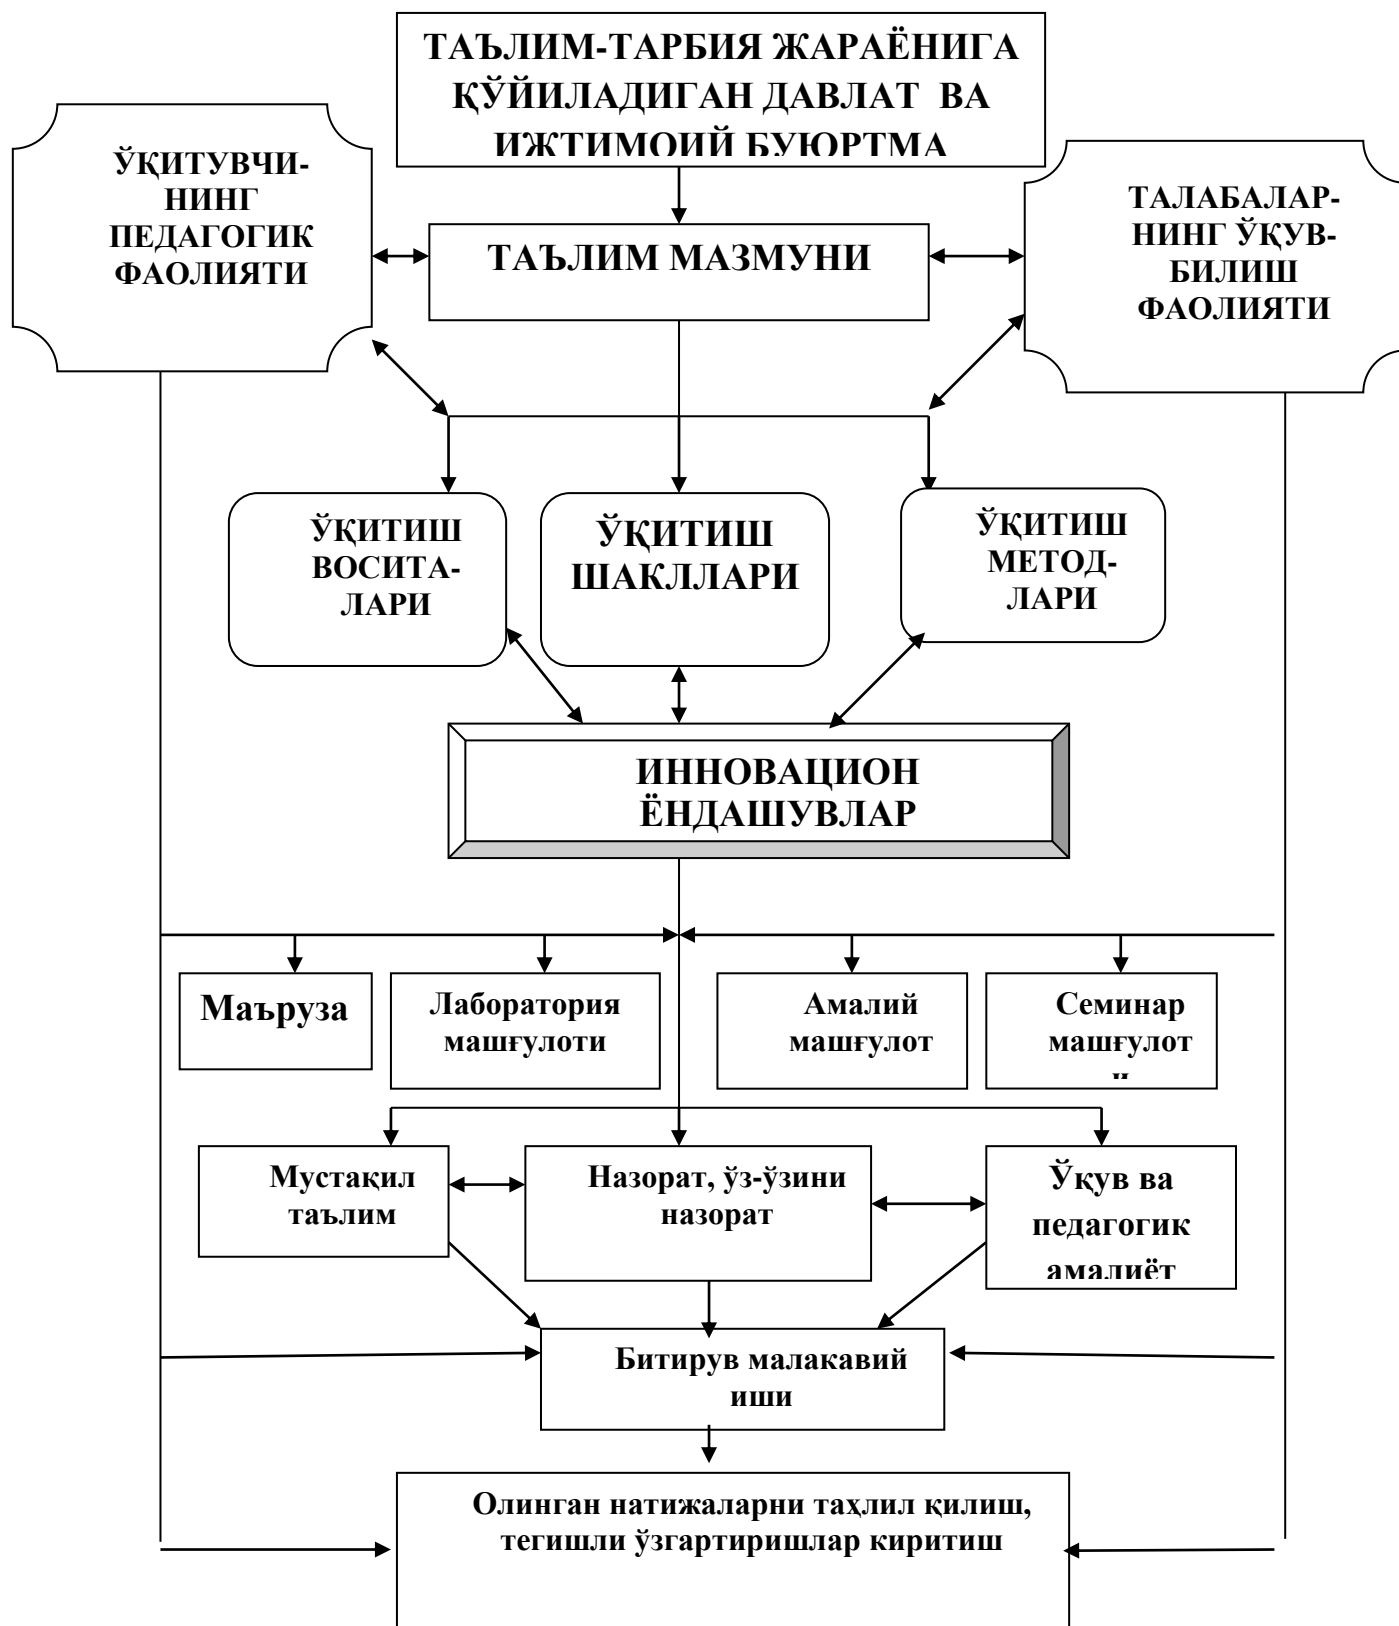 ТАЪЛИМ-ТАРБИЯ ЖАРАЁНИГА
ҚЎЙИЛАДИГАН ДАВЛАТ ВА
ИЖТИМОИЙ БУЮРТМА
ЎҚИТУВЧИ-
НИНГ
ПЕДАГОГИК
ФАОЛИЯТИ
ТАЪЛИМ МАЗМУНИ
ТАЛАБАЛАР-
НИНГ ЎҚУВ-
БИЛИШ
ФАОЛИЯТИ
ЎҚИТИШ
ВОСИТА-
ЛАРИ
ЎҚИТИШ
ШАКЛЛАРИ
ЎҚИТИШ
МЕТОД-
ЛАРИ
ИННОВАЦИОН
ЁНДАШУВЛАР
Маъруза
Лаборатория
машғулоти
Амалий
машғулот
Семинар
машғулот
и
Мустақил
таълим
Назорат, ўз-ўзини
назорат
Ўқув ва
педагогик
амалиёт
Битирув малакавий
иши
Олинган натижаларни таҳлил қилиш,
тегишли ўзгартиришлар киритиш